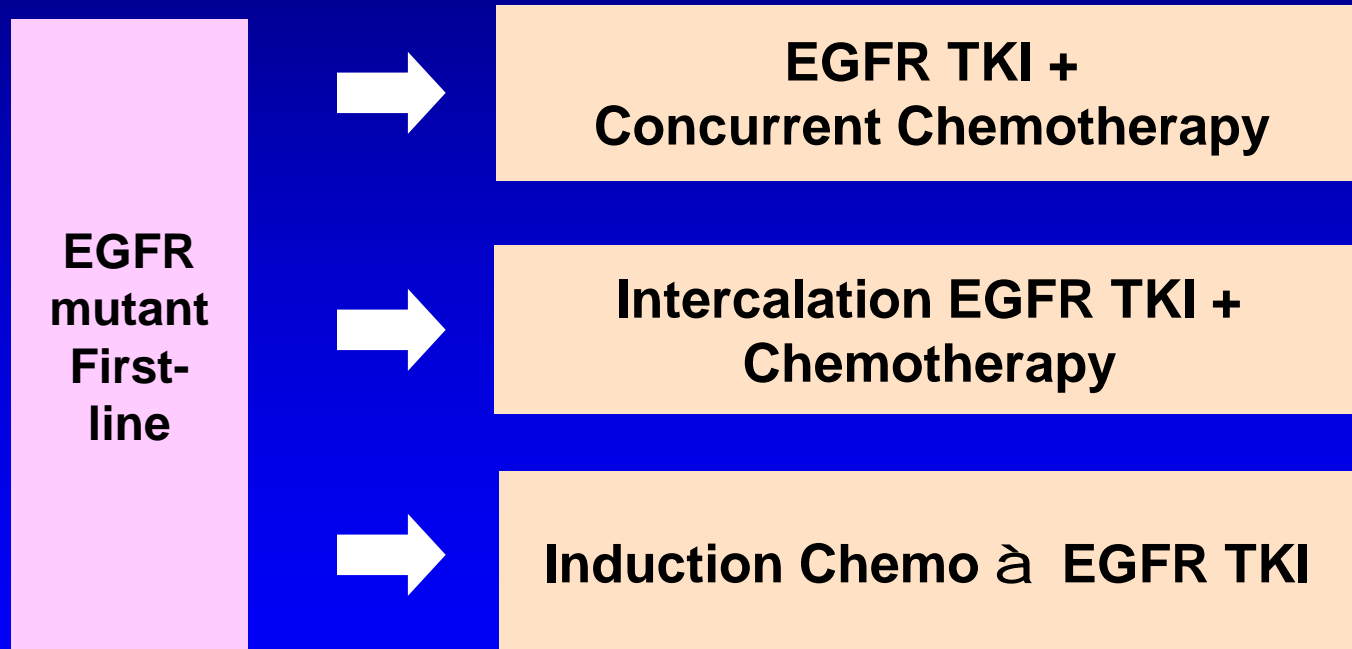 EGFR
mutant
First-
line
EGFR TKI +
Concurrent Chemotherapy
Intercalation EGFR TKI +
Chemotherapy
Induction Chemo à EGFR TKI